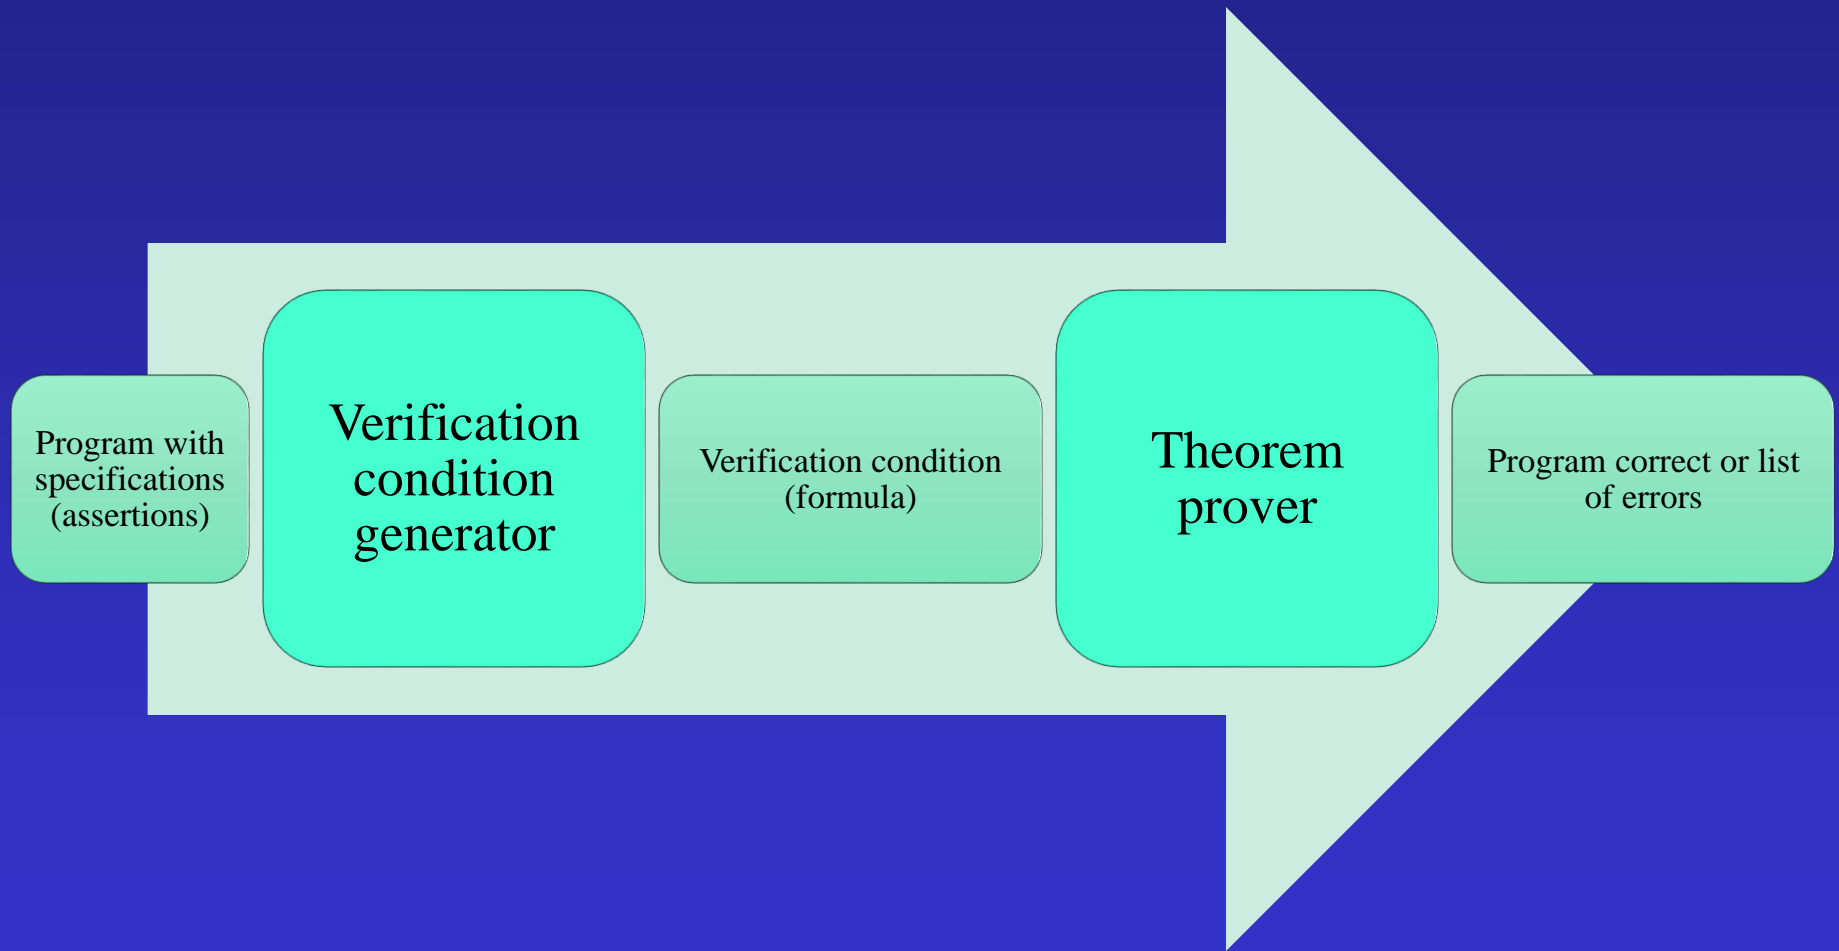 Program with
specifications
(assertions)
Verification
condition
generator
Verification condition
(formula)
Theorem
prover
Program correct or list
of errors